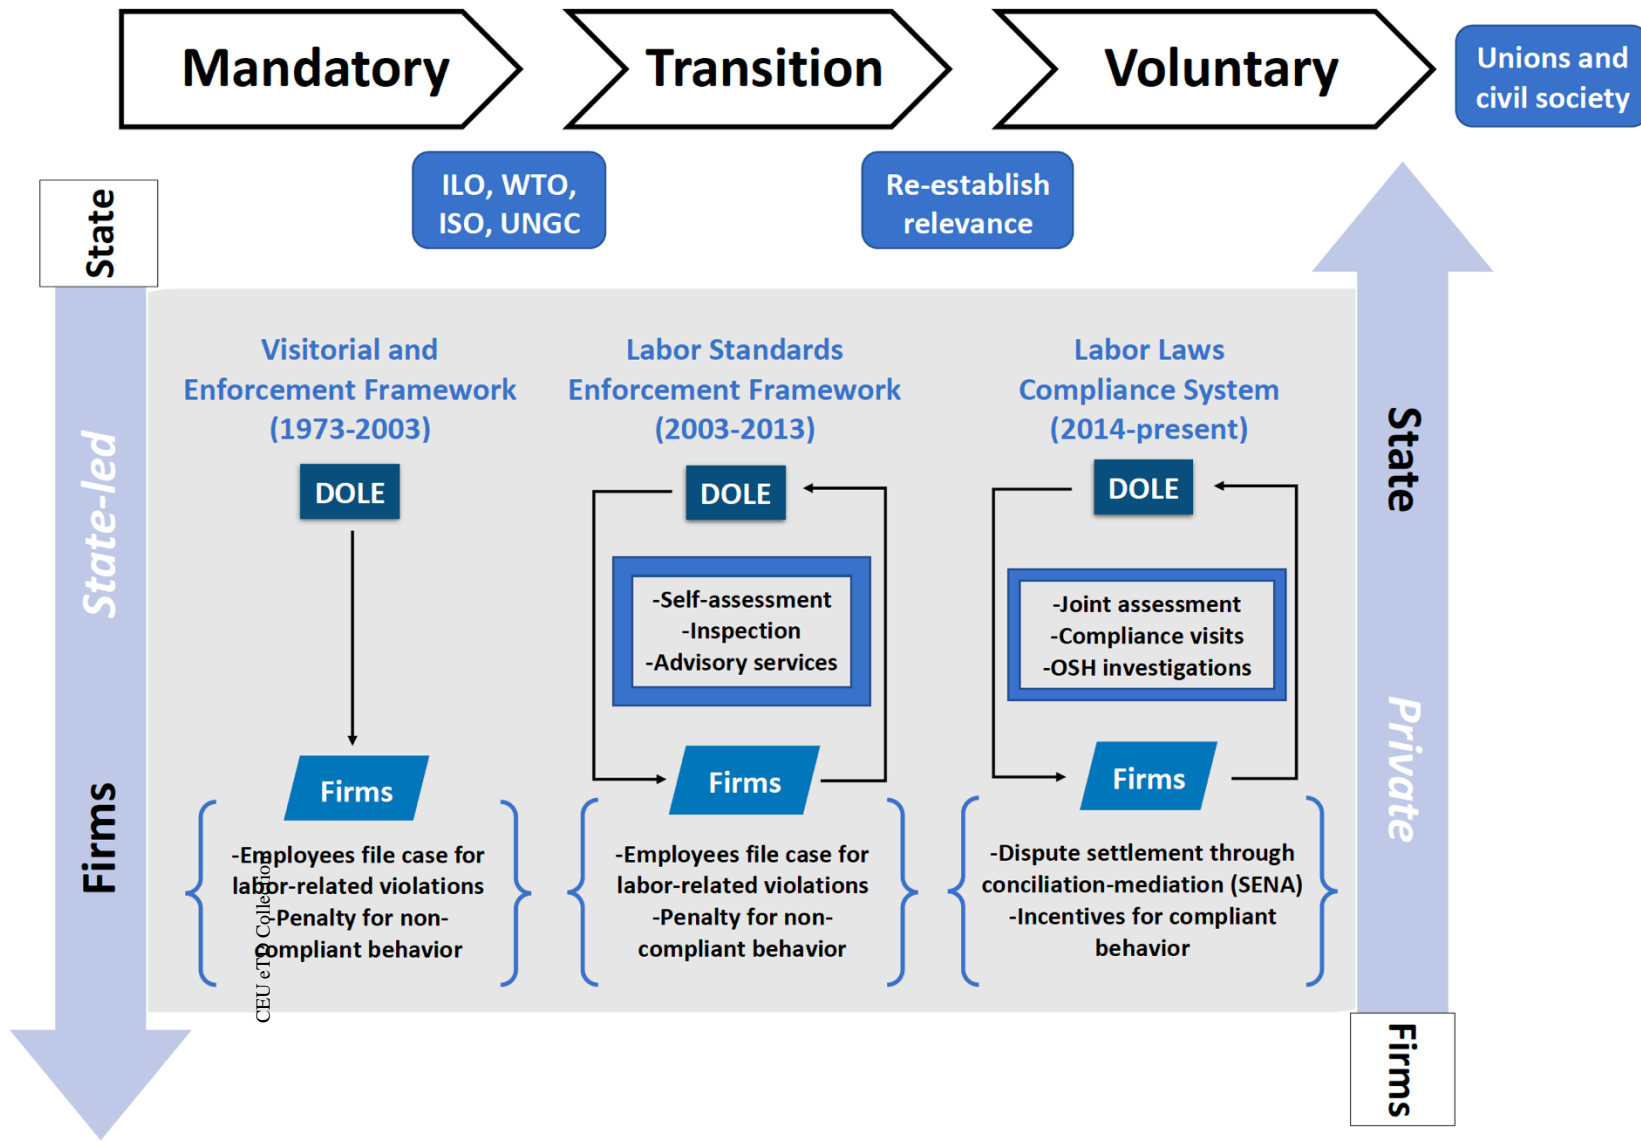 Mandatory
Transition
Voluntary
Unions and
civil society
ILO, WTO,
ISO, UNGC
Re-establish
relevance
State
State-led
Firms
Visitorial and
Enforcement Framework
(1973-2003)
DOLE
Firms
-Employees file case for
labor-related violations
-Penalty for non-
compliant behavior
Labor Standards
Enforcement Framework
(2003-2013)
DOLE
-Self-assessment
-Inspection
-Advisory services
Firms
-Employees file case for
labor-related violations
-Penalty for non-
compliant behavior
Labor Laws
Compliance System
(2014-present)
DOLE
-Joint assessment
-Compliance visits
-OSH investigations
Firms
-Dispute settlement through
conciliation-mediation (SENA)
-Incentives for compliant
behavior
State
Private
Firms
CEU eTD Collection